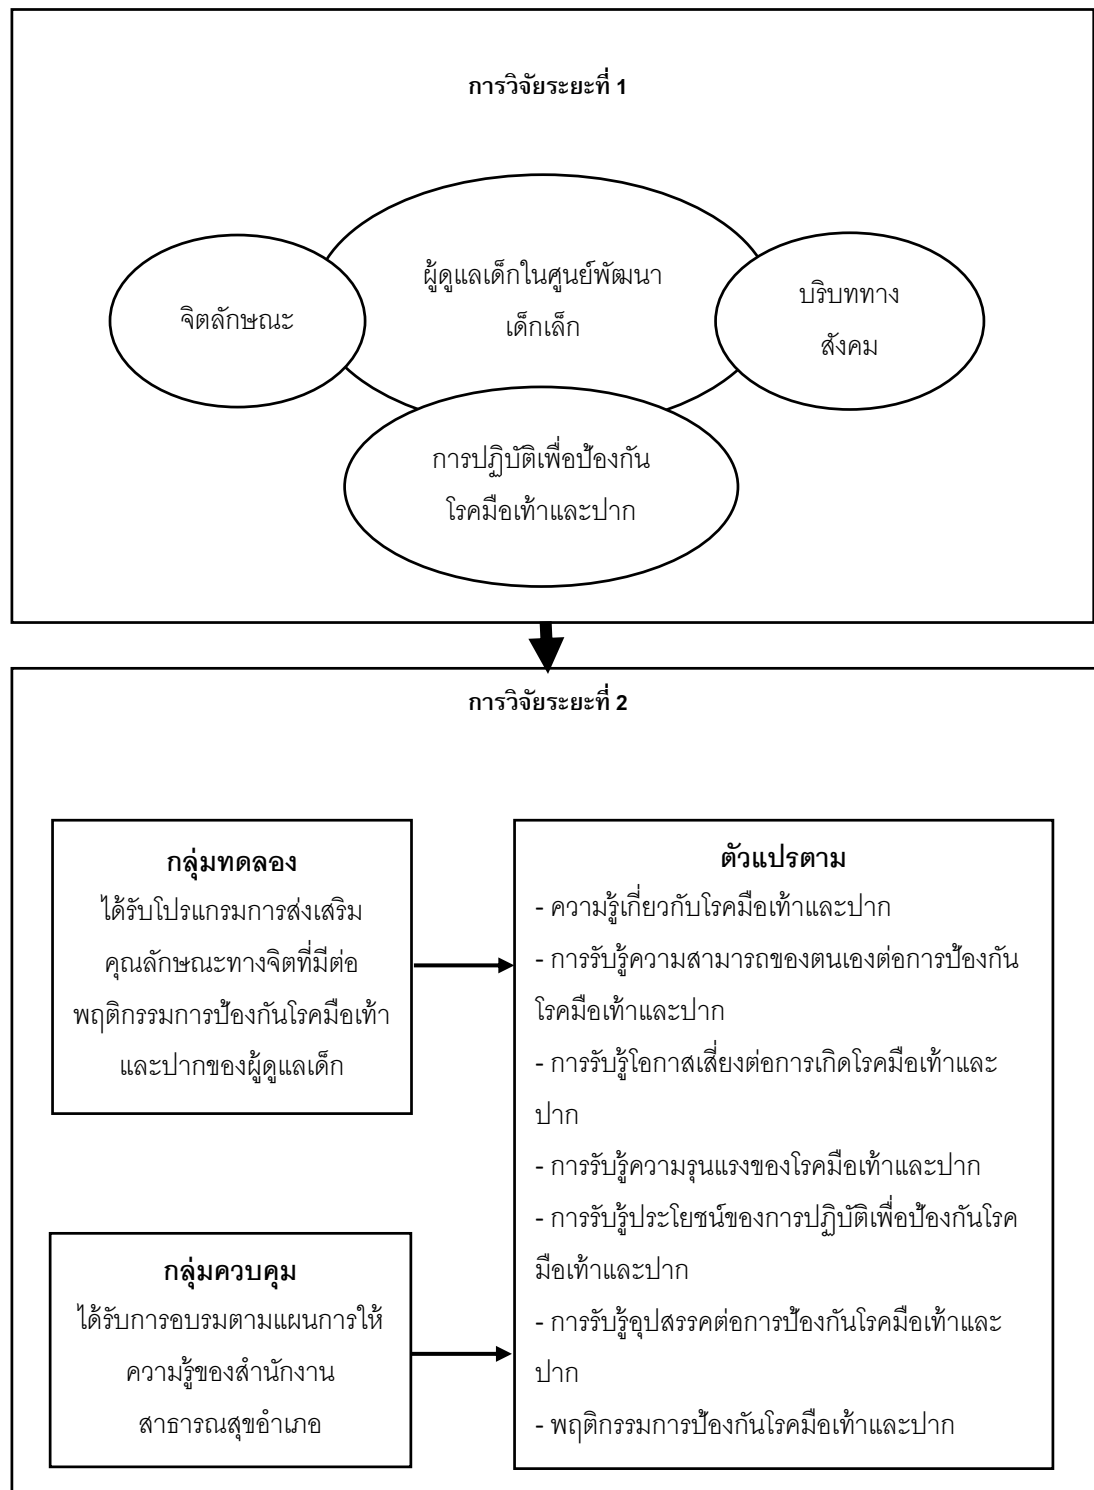 การวิจัยระยะที่ 1
จิตลักษณะ
ผู้ดูแลเด็กในศูนย์พัฒนา
เด็กเล็ก
บริบททาง
สังคม
การปฏิบัติเพื่อป้องกัน
โรคมือเท้าและปาก
การวิจัยระยะที่ 2
กลุ่มทดลอง
ได้รับโปรแกรมการส่งเสริม
คุณลักษณะทางจิตที่มีต่อ
พฤติกรรมการป้องกันโรคมือเท้า
และปากของผู้ดูแลเด็ก
กลุ่มควบคุม
ได้รับการอบรมตามแผนการให้
ความรู้ของสำนักงาน
สาธารณสุขอำเภอ
ตัวแปรตาม
- ความรู้เกี่ยวกับโรคมือเท้าและปาก
- การรับรู้ความสามารถของตนเองต่อการป้องกัน
โรคมือเท้าและปาก
- การรับรู้โอกาสเสี่ยงต่อการเกิดโรคมือเท้าและ
ปาก
- การรับรู้ความรุนแรงของโรคมือเท้าและปาก
- การรับรู้ประโยชน์ของการปฏิบัติเพื่อป้องกันโรค
มือเท้าและปาก
- การรับรู้อุปสรรคต่อการป้องกันโรคมือเท้าและ
ปาก
- พฤติกรรมการป้องกันโรคมือเท้าและปาก